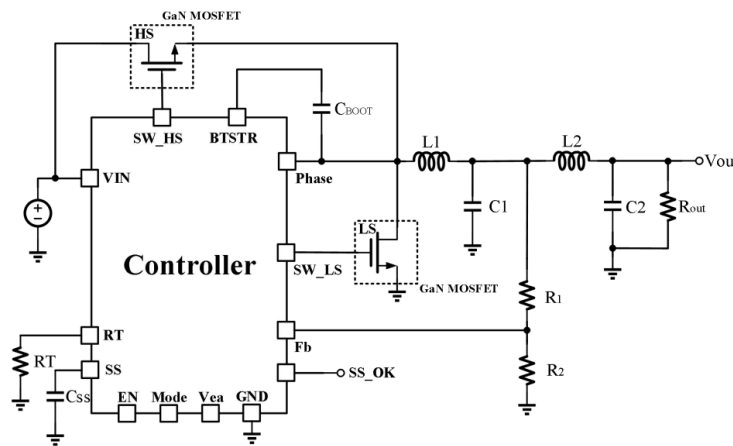 GaN MOSFET
HS
CBOOT
SW_HS
BTSTR
L1
L2
Vou
Phase
VIN
+
−
C1
C2
Rout
LS
Controller
SW_LS
GaN MOSFET
R1
RT
Fb
RT
SS
SS_OK
R2
CSS
EN
Mode
Vea
GND